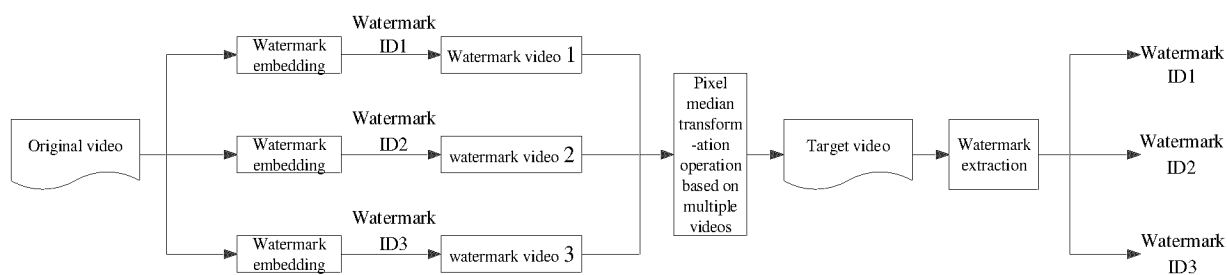 Original video
Watermark
embedding
Watermark
ID1
Watermark video 1
Watermark
embedding
Watermark
ID2
watermark video 2
Watermark
embedding
Watermark
ID3
watermark video 3
Pixel
median
transform
-ation
operation
based on
multiple
videos
Target video
Watermark
extraction
Watermark
ID1
Watermark
ID2
Watermark
ID3